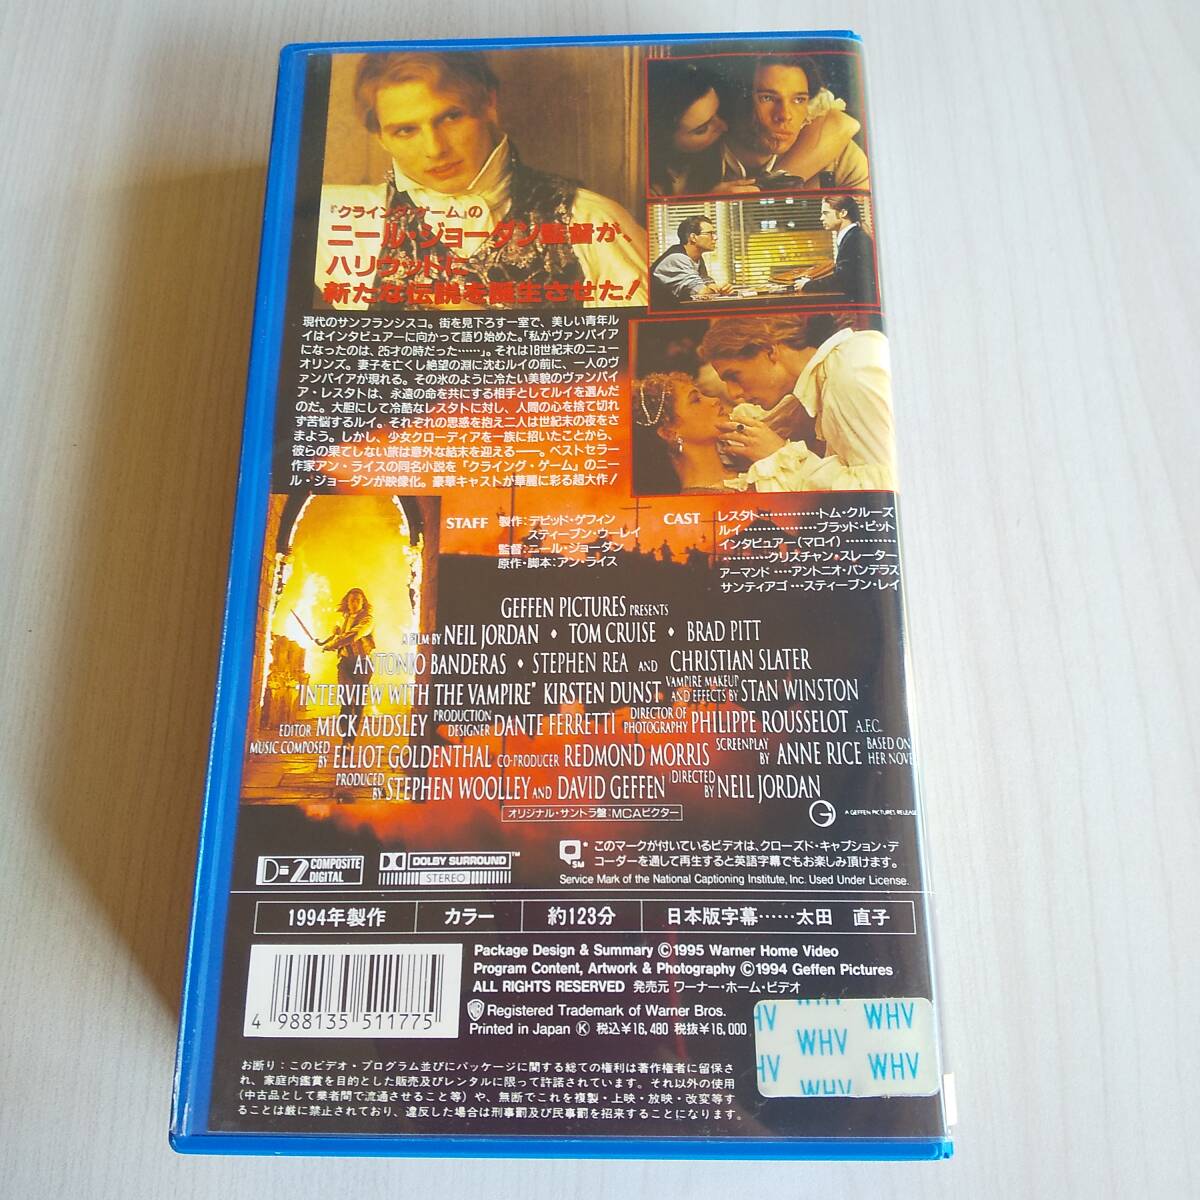 『クライング・ゲーム』の
ニール・ジョーダン監督が、
ハリウッドに
新たな伝説を誕生させた!
現代のサンフランシスコ。街を見下ろす一室で、美しい青年ル
イはインタビュアーに向かって語り始めた。「私がヴァンパイア
になったのは、25才の時だった……」。それは18世紀末のニュー
オリンズ。妻子を亡くし絶望の淵に沈むルイの前に、一人のヴ
ァンパイアが現れる。その氷のように冷たい美貌のヴァンパイ
ア・レスタトは、永遠の命を共にする相手としてルイを選んだ
のだ。大胆にして冷酷なレスタトに対し、人間の心を捨て切れ
ず苦悩するルイ。それぞれの思惑を抱え二人は世紀末の夜をさ
まよう。しかし、少女クローディアを一族に招いたことから、
彼らの果てしない旅は意外な結末を迎える——。ベストセラー
作家アン・ライスの同名小説を『クライング・ゲーム』のニー
ル・ジョーダンが映像化。豪華キャストが華麗に彩る超大作!
STAFF 製作:デビッド・ゲフィン
スティーブン・ウーレイ
監督:ニール・ジョーダン
原作・脚本:アン・ライス
CAST レスタト……………トム・クルーズ
ルイ………………ブラッド・ピット
インタビュアー(マロイ)…………
…………クリスチャン・スレーター
アーマンド……アントニオ・バンデラス
サンティアゴ…スティーブン・レイ
GEFFEN PICTURES PRESENTS
A FILM BY NEIL JORDAN • TOM CRUISE • BRAD PITT
ANTONIO BANDERAS • STEPHEN REA AND CHRISTIAN SLATER
"INTERVIEW WITH THE VAMPIRE" KIRSTEN DUNST VAMPIRE MAKEUP AND EFFECTS BY STAN WINSTON
EDITOR MICK AUDSLEY PRODUCTION DESIGNER DANTE FERRETTI DIRECTOR OF PHOTOGRAPHY PHILIPPE ROUSSELOT A.F.C.
MUSIC COMPOSED BY ELLIOT GOLDENTHAL CO-PRODUCER REDMOND MORRIS SCREENPLAY BY ANNE RICE BASED ON HER NOVEL
PRODUCED BY STEPHEN WOOLLEY AND DAVID GEFFEN DIRECTED BY NEIL JORDAN
オリジナル・サントラ盤:MCAビクター
G A GEFFEN PICTURES RELEASE
D-2 COMPOSITE DIGITAL
DOLBY SURROUND™
STEREO
SM このマークが付いているビデオは、クローズド・キャプション・デ
コーダーを通して再生すると英語字幕でもお楽しみ頂けます。
Service Mark of the National Captioning Institute, Inc. Used Under License.
1994年製作 カラー 約123分 日本版字幕……太田 直子
4 988135 511775
Package Design & Summary ©1995 Warner Home Video
Program Content, Artwork & Photography ©1994 Geffen Pictures
ALL RIGHTS RESERVED 発売元 ワーナー・ホーム・ビデオ
WB Registered Trademark of Warner Bros.
Printed in Japan Ⓚ 税込¥16,480 税抜¥16,000
HV WHV
WHV
HV WHV
WHV
お断り:このビデオ・プログラム並びにパッケージに関する総ての権利は著作権者に留保さ
れ、家庭内鑑賞を目的とした販売及びレンタルに限って許諾されています。それ以外の使用
(中古品として業者間で流通させること等)や、無断でこれを複製・上映・放映・改変等す
ることは厳に禁止されており、違反した場合は刑事罰及び民事罰を招来することになります。